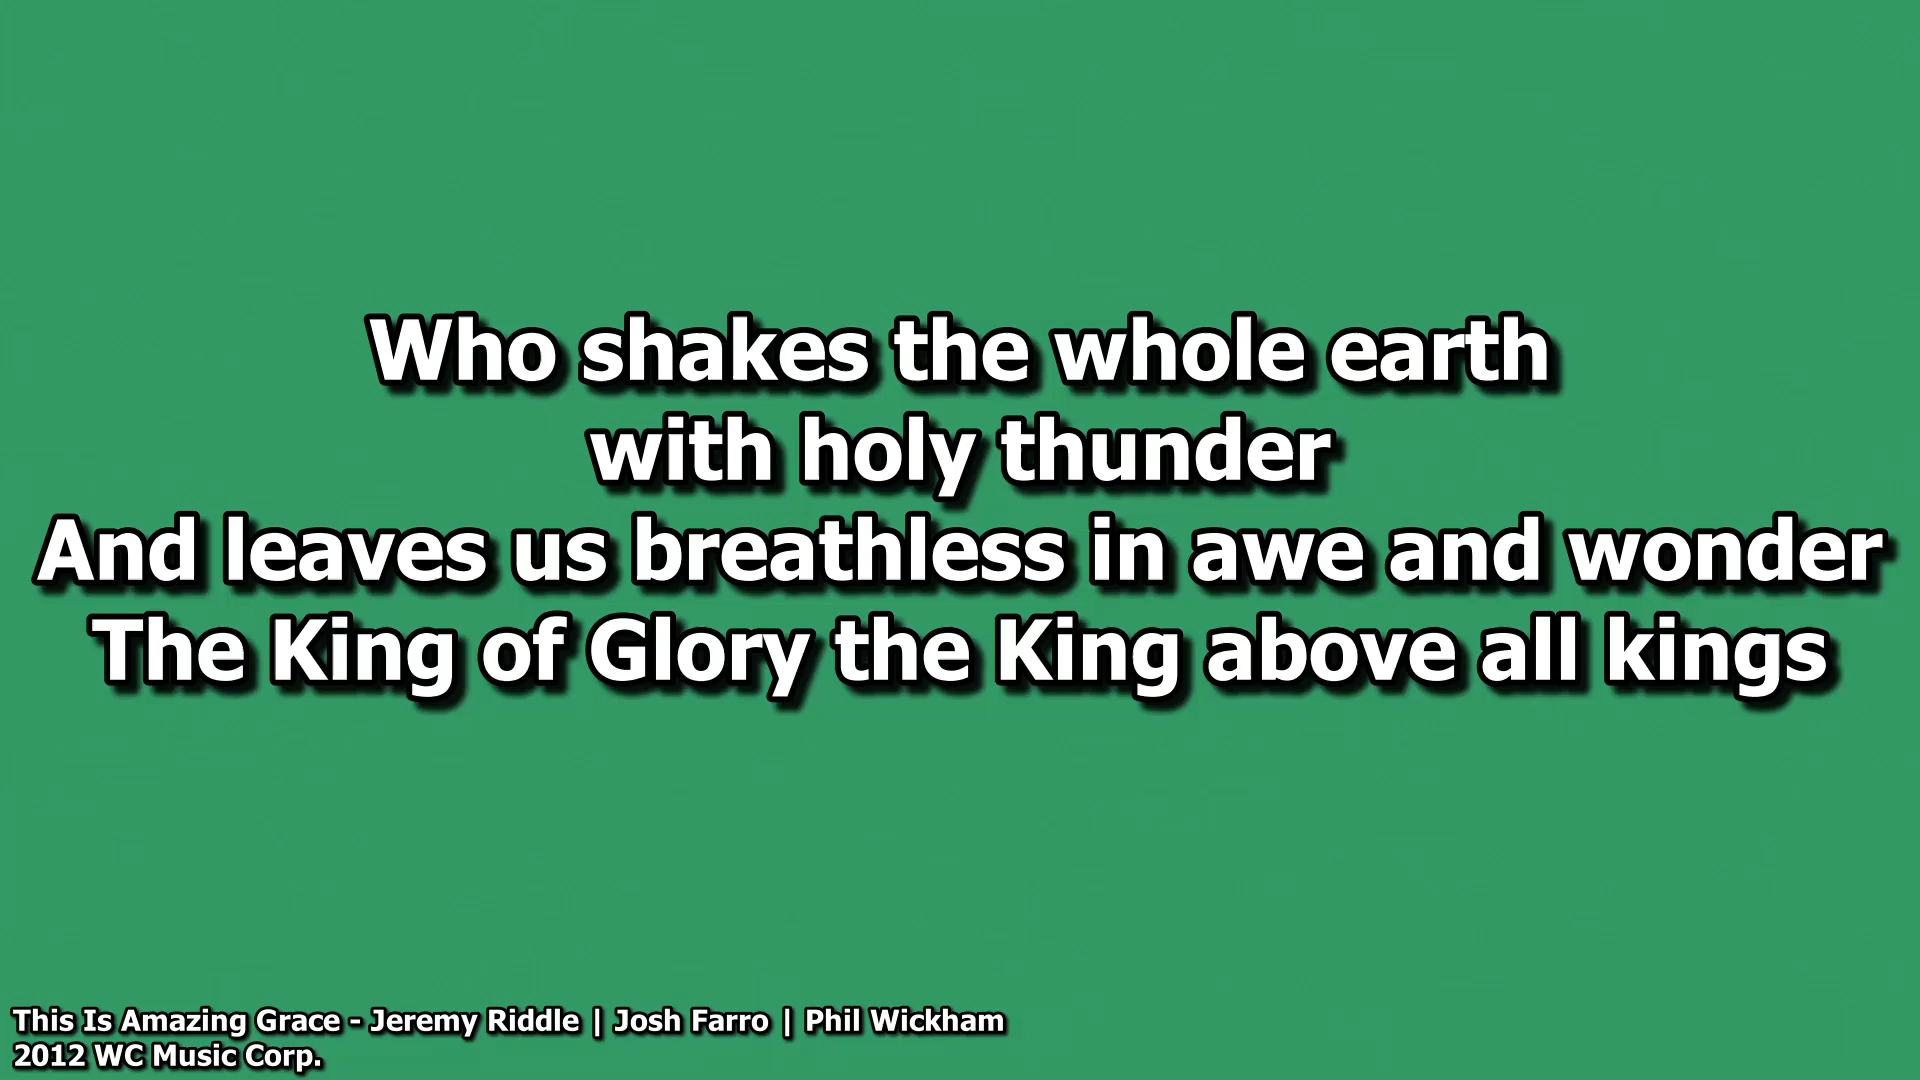 Who shakes the whole earth
with holy thunder
And leaves us breathless in awe and wonder
The King of Glory the King above all kings
This Is Amazing Grace - Jeremy Riddle | Josh Farro | Phil Wickham
2012 WC Music Corp.